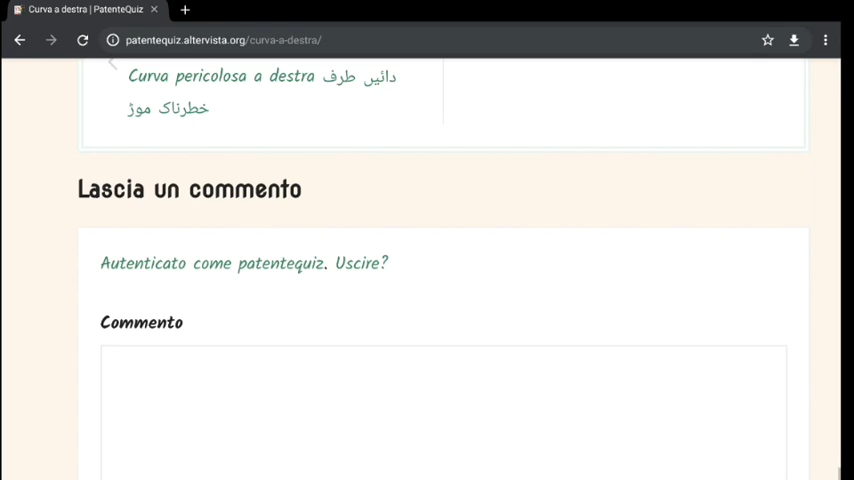 Curva a destra | PatenteQuiz
patentequiz.altervista.org/curva-a-destra/
Curva pericolosa a destra دائیں طرف
خطرناک موڑ
Lascia un commento
Autenticato come patentequiz. Uscire?
Commento